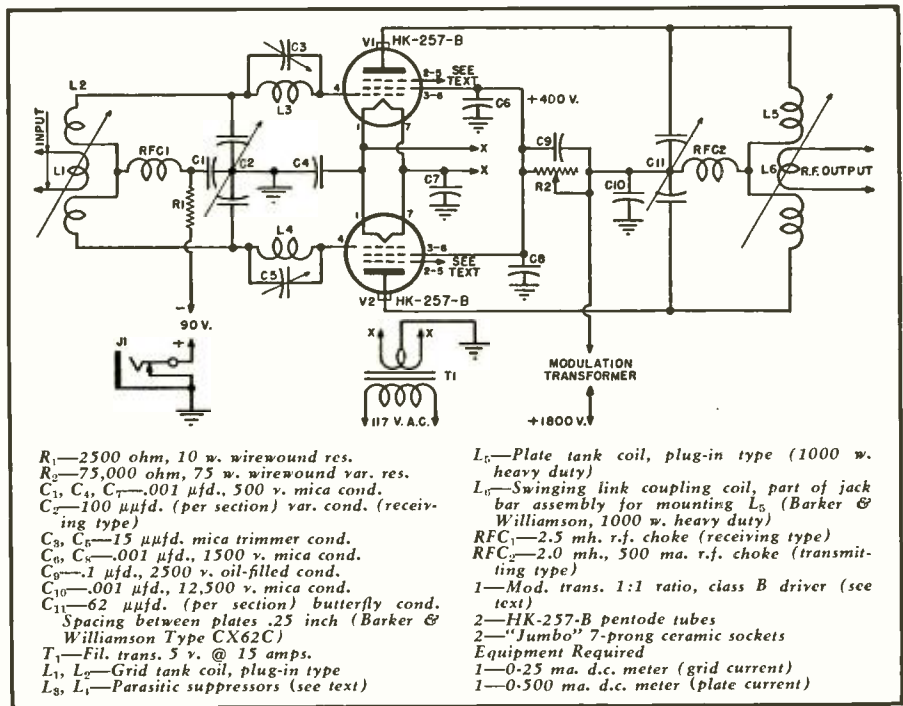 V1
HK-257-B
C3
2-5
SEE
TEXT
L2
4
3-6
L3
C6
+400 V.
L5
INPUT
1
7
C9
RFC1
C1
C2
C4
X
C11
RFC2
L1
X
L6
R.F. OUTPUT
C7
R2
C10
R1
L4
4
3-6
SEE
TEXT
2-5
C5
C8
V2
HK-257-B
−
90 V.
+
X
X
J1
T1
MODULATION
TRANSFORMER
117 V. A.C.
+1800 V.
R₁—2500 ohm, 10 w. wirewound res.
R₂—75,000 ohm, 75 w. wirewound var. res.
C₁, C₄, C₇—.001 µfd., 500 v. mica cond.
C₂—100 µµfd. (per section) var. cond. (receiv-
ing type)
C₃, C₅—15 µµfd. mica trimmer cond.
C₆, C₈—.001 µfd., 1500 v. mica cond.
C₉—.1 µfd., 2500 v. oil-filled cond.
C₁₀—.001 µfd., 12,500 v. mica cond.
C₁₁—62 µµfd. (per section) butterfly cond.
Spacing between plates .25 inch (Barker &
Williamson Type CX62C)
T₁—Fil. trans. 5 v. @ 15 amps.
L₁, L₂—Grid tank coil, plug-in type
L₃, L₄—Parasitic suppressors (see text)
L₅—Plate tank coil, plug-in type (1000 w.
heavy duty)
L₆—Swinging link coupling coil, part of jack
bar assembly for mounting L₅ (Barker &
Williamson, 1000 w. heavy duty)
RFC₁—2.5 mh. r.f. choke (receiving type)
RFC₂—2.0 mh., 500 ma. r.f. choke (transmit-
ting type)
1—Mod. trans. 1:1 ratio, class B driver (see
text)
2—HK-257-B pentode tubes
2—"Jumbo" 7-prong ceramic sockets
Equipment Required
1—0-25 ma. d.c. meter (grid current)
1—0-500 ma. d.c. meter (plate current)